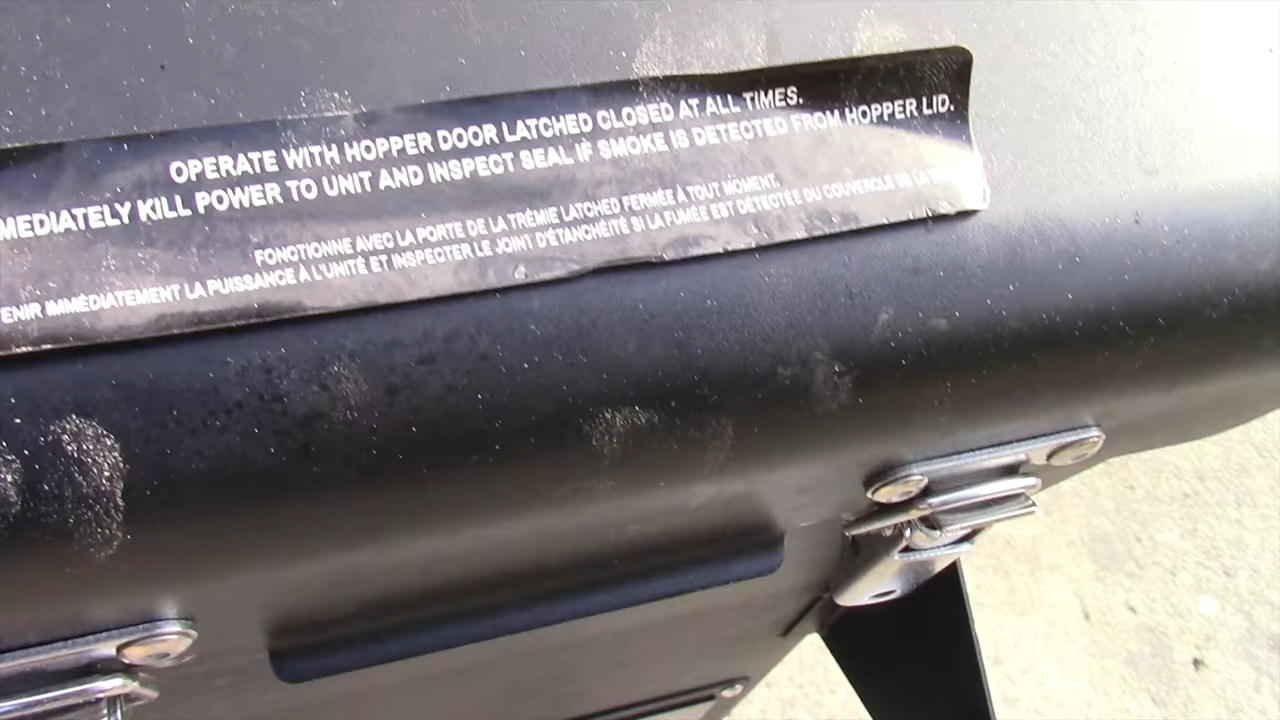 OPERATE WITH HOPPER DOOR LATCHED CLOSED AT ALL TIMES.
MEDIATELY KILL POWER TO UNIT AND INSPECT SEAL IF SMOKE IS DETECTED FROM HOPPER LID.
FONCTIONNE AVEC LA PORTE DE LA TRÉMIE LATCHED FERMÉE À TOUT MOMENT.
ENIR IMMÉDIATEMENT LA PUISSANCE À L'UNITÉ ET INSPECTER LE JOINT D'ÉTANCHÉITÉ SI LA FUMÉE EST DÉTECTÉE DU COUVERCLE DE LA